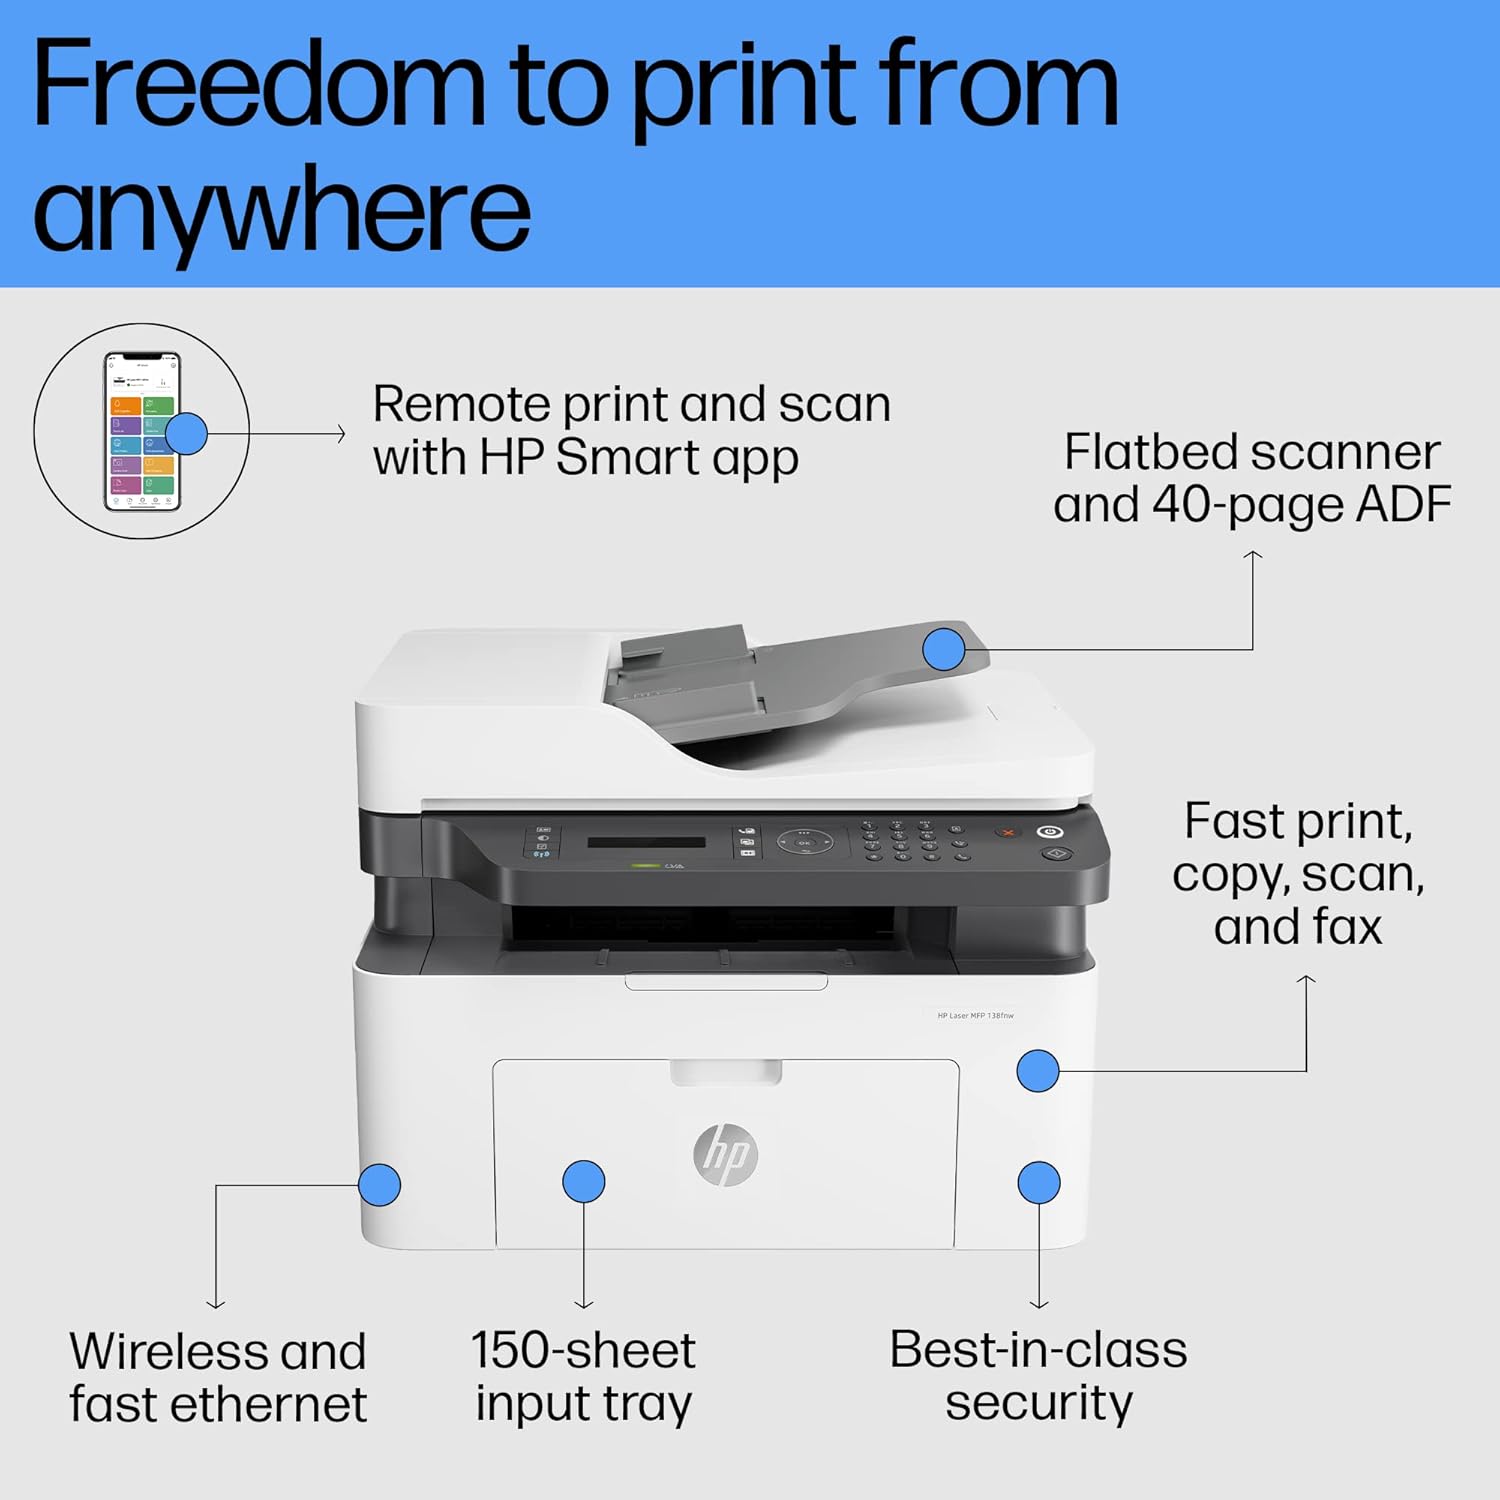 Freedom to print from
anywhere
Remote print and scan
with HP Smart app
Flatbed scanner
and 40-page ADF
Fast print,
copy, scan,
and fax
OK
HP Laser MFP 138fnw
hp
Wireless and
fast ethernet
150-sheet
input tray
Best-in-class
security